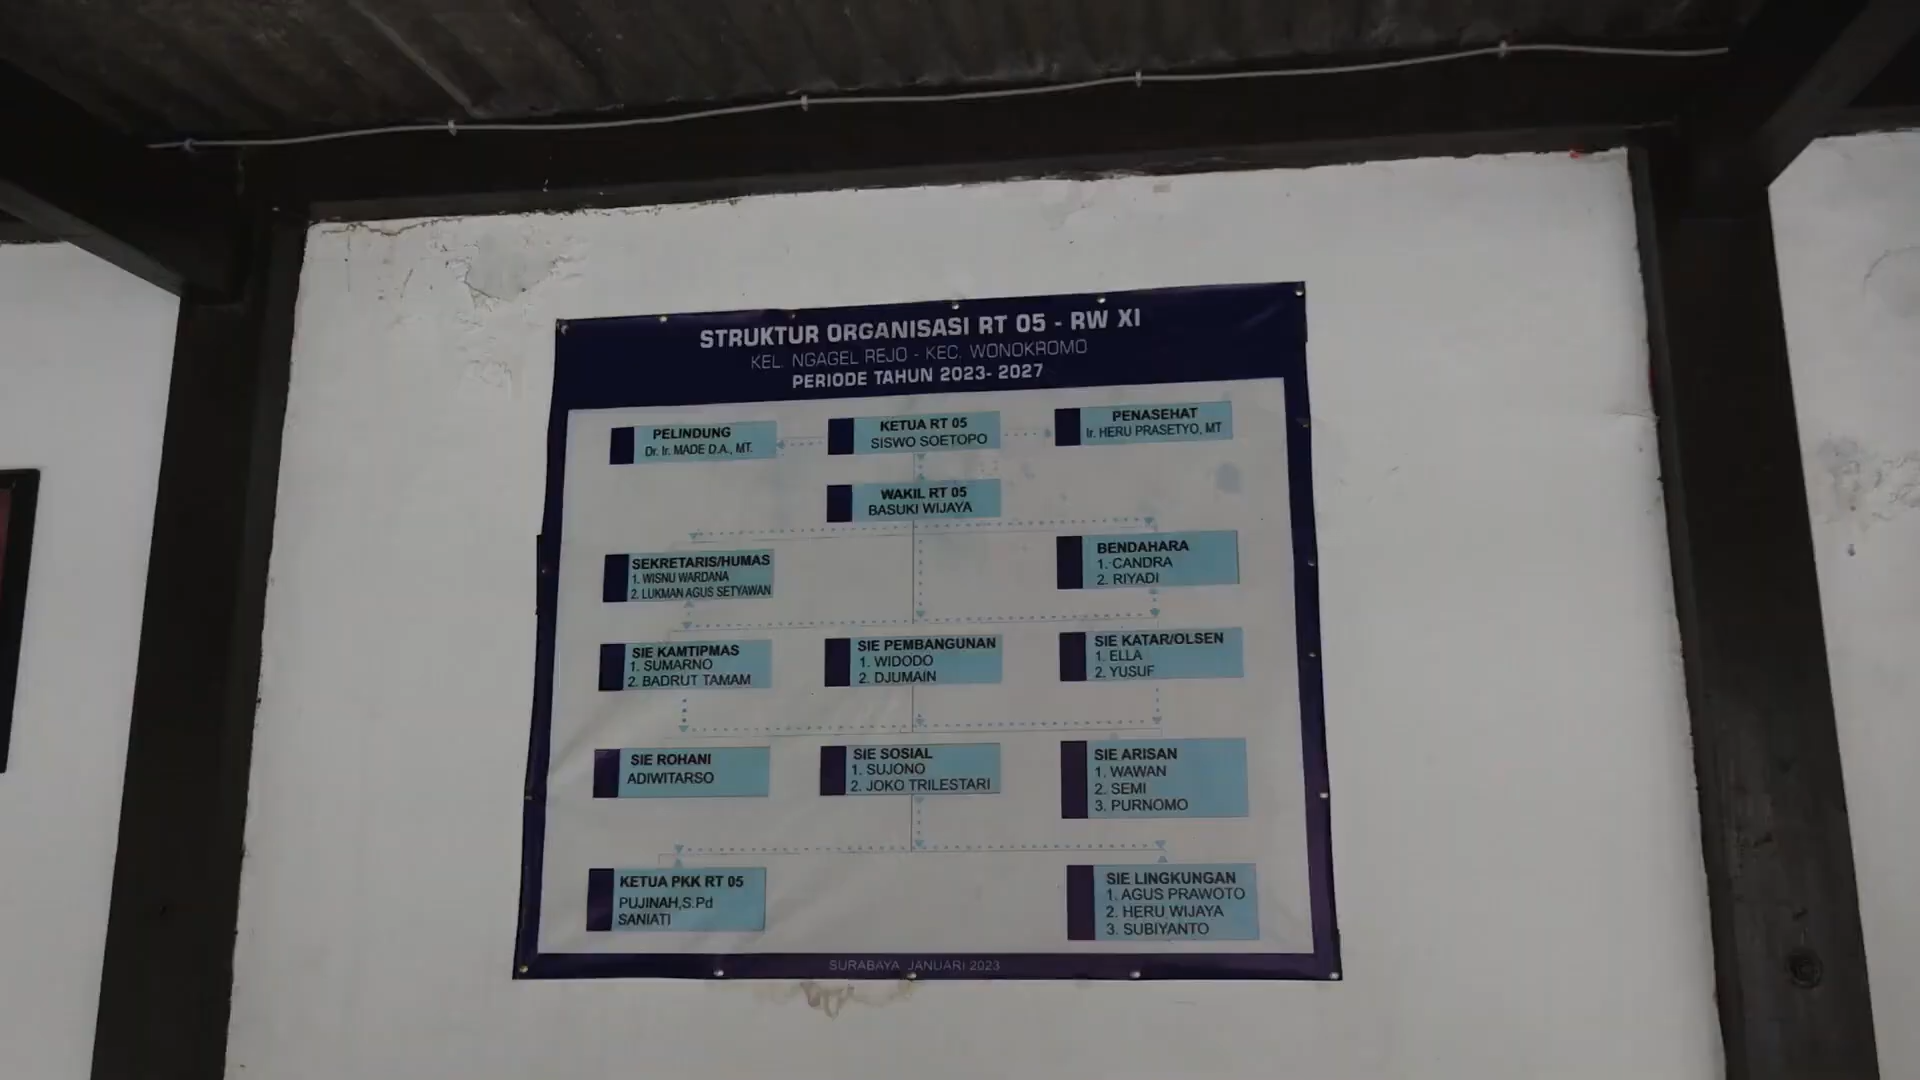 STRUKTUR ORGANISASI RT 05 - RW XI
KEL. NGAGEL REJO - KEC. WONOKROMO
PERIODE TAHUN 2023- 2027
PELINDUNG
Dr. Ir. MADE D.A., MT.
KETUA RT 05
SISWO SOETOPO
PENASEHAT
Ir. HERU PRASETYO, MT
WAKIL RT 05
BASUKI WIJAYA
SEKRETARIS/HUMAS
1. WISNU WARDANA
2. LUKMAN AGUS SETYAWAN
BENDAHARA
1. CANDRA
2. RIYADI
SIE KAMTIPMAS
1. SUMARNO
2. BADRUT TAMAM
SIE PEMBANGUNAN
1. WIDODO
2. DJUMAIN
SIE KATAR/OLSEN
1. ELLA
2. YUSUF
SIE ROHANI
ADIWITARSO
SIE SOSIAL
1. SUJONO
2. JOKO TRILESTARI
SIE ARISAN
1. WAWAN
2. SEMI
3. PURNOMO
KETUA PKK RT 05
PUJINAH,S.Pd
SANIATI
SIE LINGKUNGAN
1. AGUS PRAWOTO
2. HERU WIJAYA
3. SUBIYANTO
SURABAYA JANUARI 2023